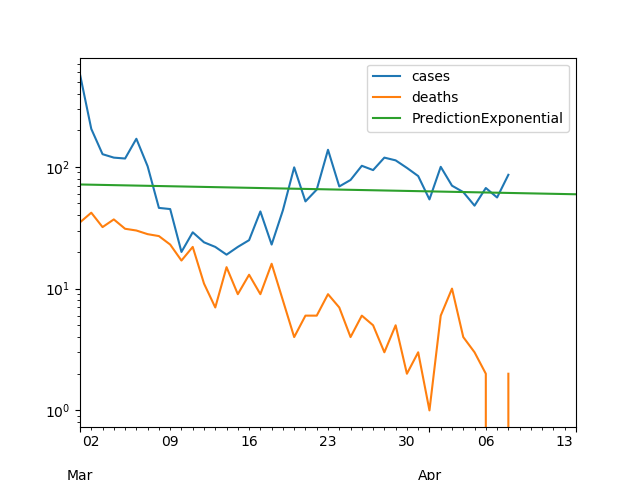 cases
deaths
PredictionExponential
10²
10¹
10⁰
02 09 16 23 30 06 13
Mar Apr